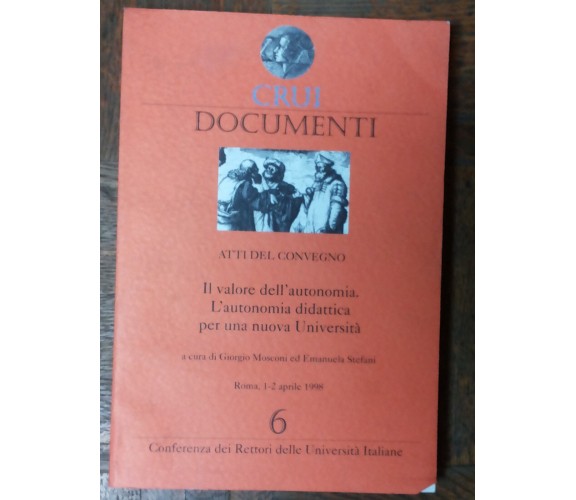 CRUI
DOCUMENTI
ATTI DEL CONVEGNO
Il valore dell'autonomia.
L'autonomia didattica
per una nuova Università
a cura di Giorgio Mosconi ed Emanuela Stefani
Roma, 1-2 aprile 1998
6
Conferenza dei Rettori delle Università Italiane